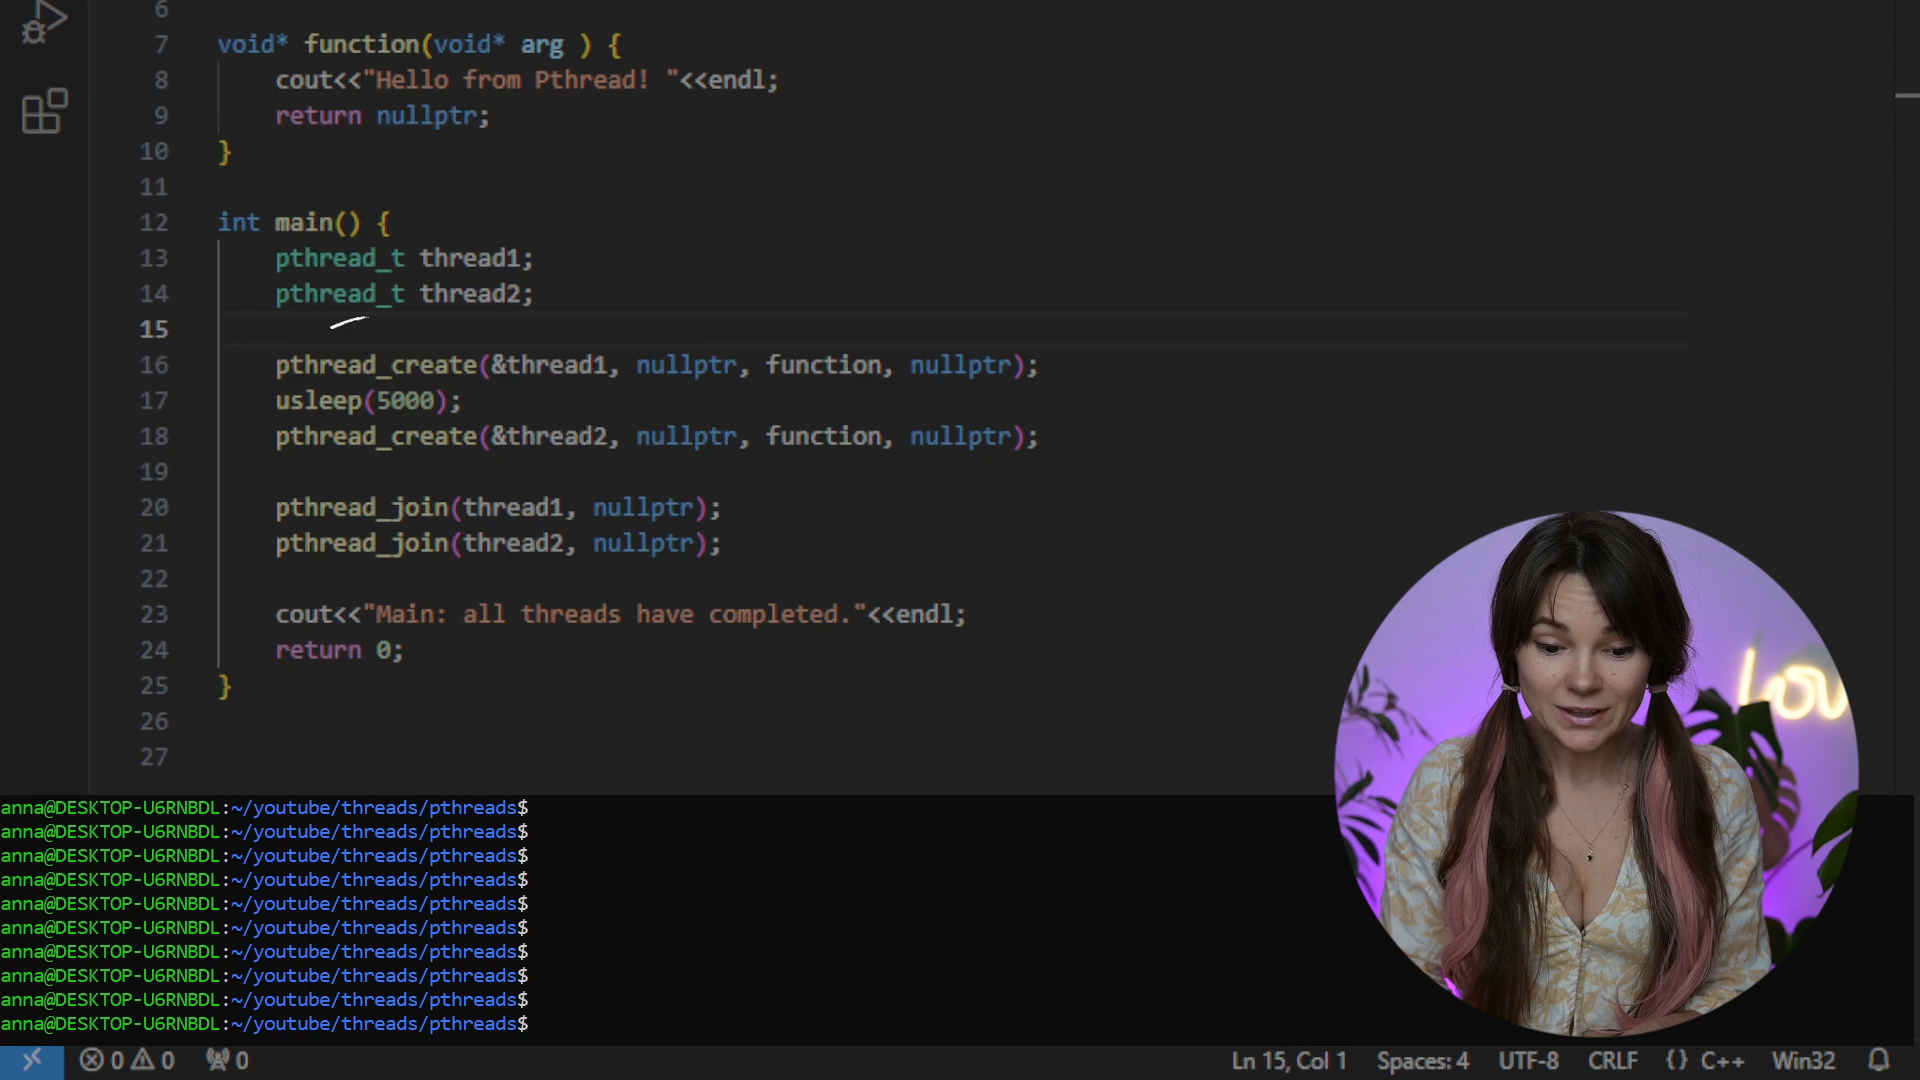 6
7 void* function(void* arg ) {
8 cout<<"Hello from Pthread! "<<endl;
9 return nullptr;
10 }
11
12 int main() {
13 pthread_t thread1;
14 pthread_t thread2;
15
16 pthread_create(&thread1, nullptr, function, nullptr);
17 usleep(5000);
18 pthread_create(&thread2, nullptr, function, nullptr);
19
20 pthread_join(thread1, nullptr);
21 pthread_join(thread2, nullptr);
22
23 cout<<"Main: all threads have completed."<<endl;
24 return 0;
25 }
26
27
Lov
anna@DESKTOP-U6RNBDL:~/youtube/threads/pthreads$
anna@DESKTOP-U6RNBDL:~/youtube/threads/pthreads$
anna@DESKTOP-U6RNBDL:~/youtube/threads/pthreads$
anna@DESKTOP-U6RNBDL:~/youtube/threads/pthreads$
anna@DESKTOP-U6RNBDL:~/youtube/threads/pthreads$
anna@DESKTOP-U6RNBDL:~/youtube/threads/pthreads$
anna@DESKTOP-U6RNBDL:~/youtube/threads/pthreads$
anna@DESKTOP-U6RNBDL:~/youtube/threads/pthreads$
anna@DESKTOP-U6RNBDL:~/youtube/threads/pthreads$
anna@DESKTOP-U6RNBDL:~/youtube/threads/pthreads$
0 0 0 Ln 15, Col 1 Spaces: 4 UTF-8 CRLF {} C++ Win32